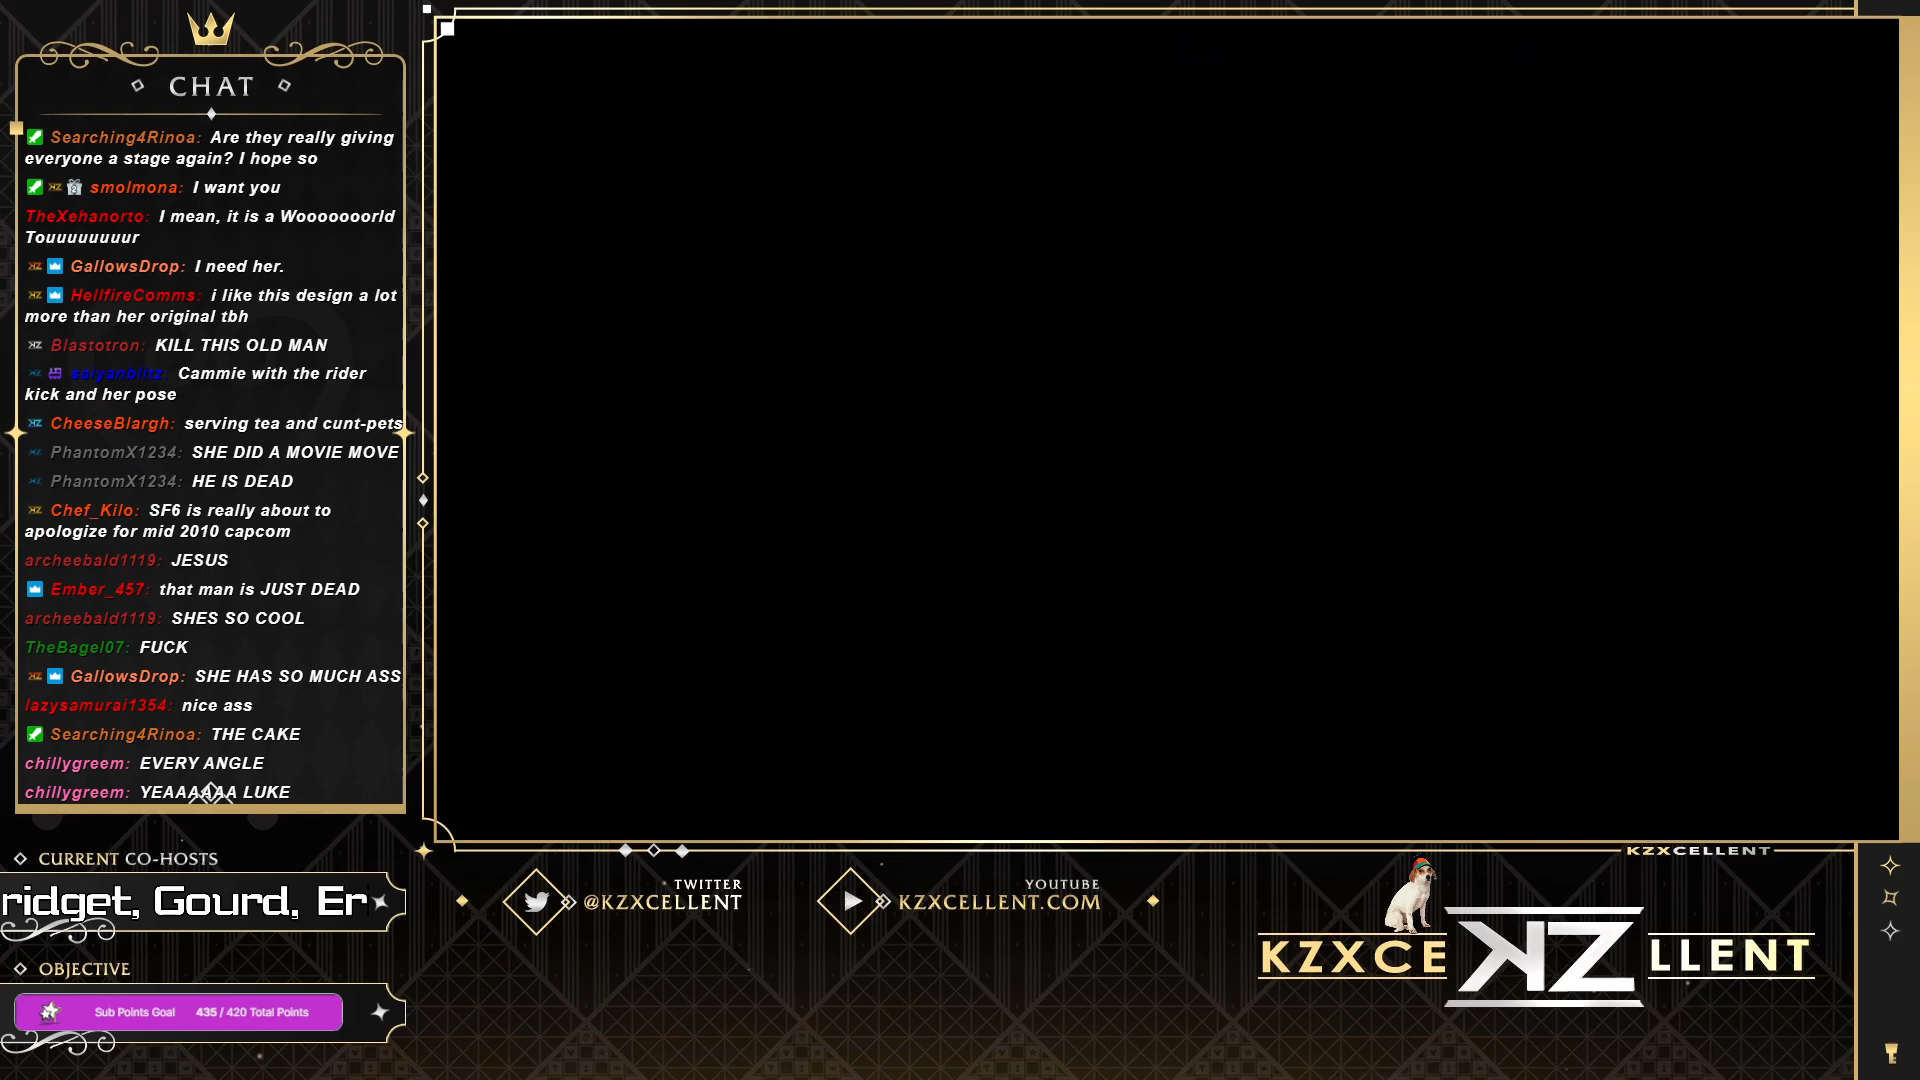 CHAT
Searching4Rinoa: Are they really giving
everyone a stage again? I hope so
smolmona: I want you
TheXehanorto: I mean, it is a Wooooooorld
Touuuuuuuur
GallowsDrop: I need her.
HellfireComms: i like this design a lot
more than her original tbh
Blastotron: KILL THIS OLD MAN
saiyanblitz: Cammie with the rider
kick and her pose
CheeseBlargh: serving tea and cunt-pets
PhantomX1234: SHE DID A MOVIE MOVE
PhantomX1234: HE IS DEAD
Chef_Kilo: SF6 is really about to
apologize for mid 2010 capcom
archeebald1119: JESUS
Ember_457: that man is JUST DEAD
archeebald1119: SHES SO COOL
TheBagel07: FUCK
GallowsDrop: SHE HAS SO MUCH ASS
lazysamurai1354: nice ass
Searching4Rinoa: THE CAKE
chillygreem: EVERY ANGLE
chillygreem: YEAAAAAA LUKE
CURRENT CO-HOSTS
ridget, Gourd, Er
OBJECTIVE
Sub Points Goal 435 / 420 Total Points
TWITTER
@KZXCELLENT
YOUTUBE
KZXCELLENT.COM
KZXCELLENT
KZXCE KZ LLENT